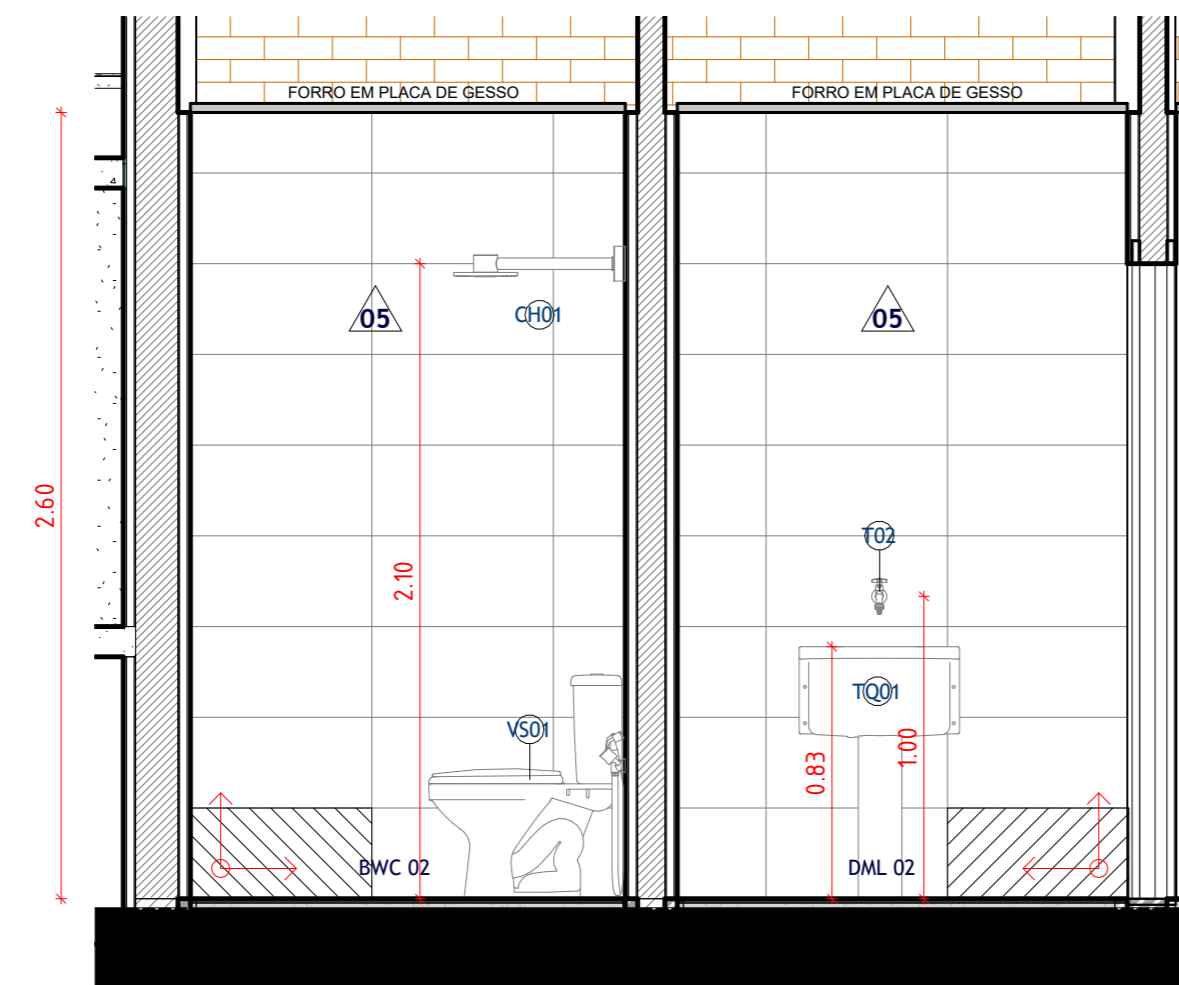 FORRO EM PLACA DE GESSO
FORRO EM PLACA DE GESSO
05
CH01
05
2.60
2.10
T02
TQ01
VS01
0.83
1.00
BWC 02
DML 02